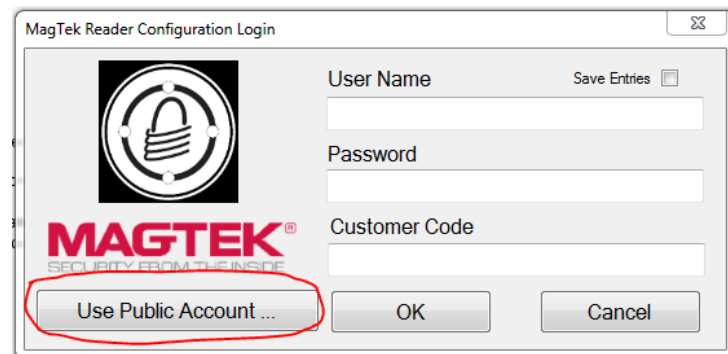 MagTek Reader Configuration Login
User Name
Save Entries
Password
MAGTEK®
SECURITY FROM THE INSIDE
Customer Code
Use Public Account ...
OK
Cancel